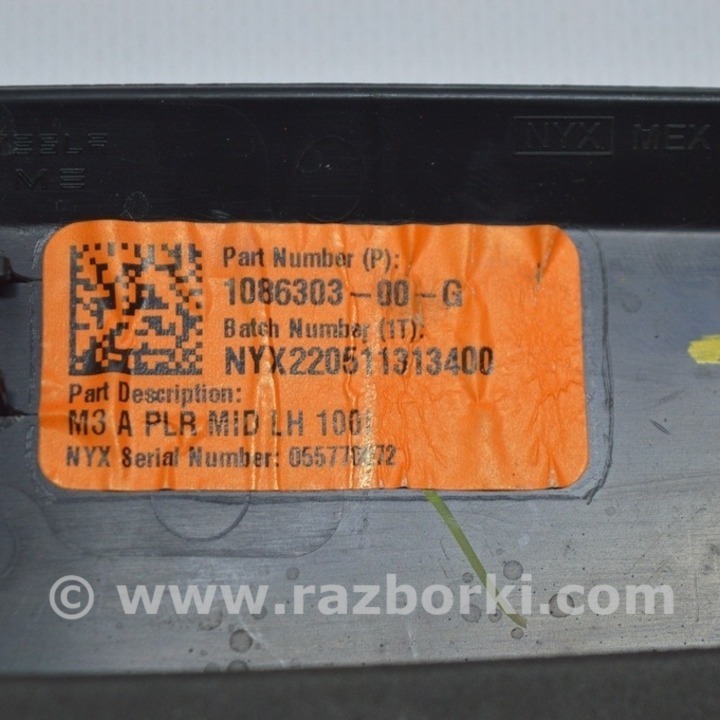 NYX MEX
Part Number (P):
1086303-00-G
Batch Number (1T):
NYX220511313400
Part Description:
M3 A PLR MID LH 100
NYX Serial Number:
© www.razborki.com